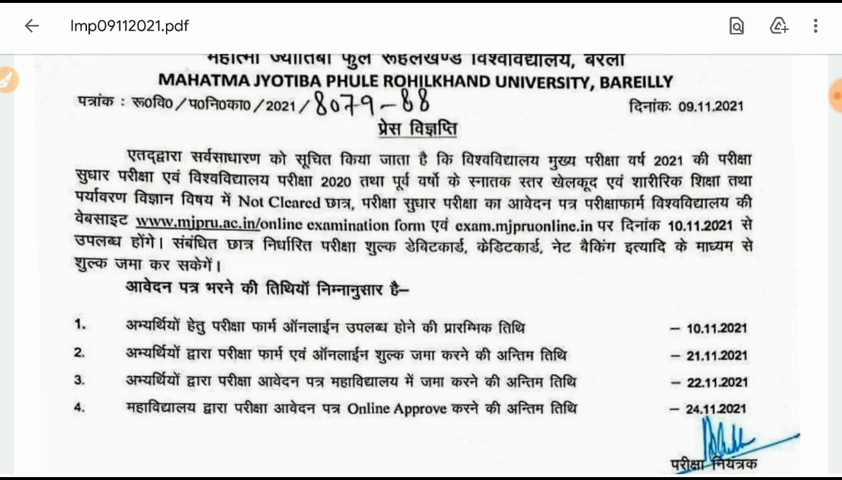 Imp09112021.pdf
महात्मा ज्योतिबा फुले रूहेलखण्ड विश्वविद्यालय, बरेली
MAHATMA JYOTIBA PHULE ROHILKHAND UNIVERSITY, BAREILLY
पत्रांक : रू0वि0/प0नि0का0/2021/8079-88 दिनांकः 09.11.2021
प्रेस विज्ञप्ति
एतद्द्वारा सर्वसाधारण को सूचित किया जाता है कि विश्वविद्यालय मुख्य परीक्षा वर्ष 2021 की परीक्षा
सुधार परीक्षा एवं विश्वविद्यालय परीक्षा 2020 तथा पूर्व वर्षो के स्नातक स्तर खेलकूद एवं शारीरिक शिक्षा तथा
पर्यावरण विज्ञान विषय में Not Cleared छात्र, परीक्षा सुधार परीक्षा का आवेदन पत्र परीक्षाफार्म विश्वविद्यालय की
वेबसाइट www.mjpru.ac.in/online examination form एवं exam.mjpruonline.in पर दिनांक 10.11.2021 से
उपलब्ध होंगे। संबंधित छात्र निर्धारित परीक्षा शुल्क डेबिटकार्ड, क्रेडिटकार्ड, नेट बैकिंग इत्यादि के माध्यम से
शुल्क जमा कर सकेगें।
आवेदन पत्र भरने की तिथियॉ निम्नानुसार है–
1. अभ्यर्थियों हेतु परीक्षा फार्म ऑनलाईन उपलब्ध होने की प्रारम्भिक तिथि – 10.11.2021
2. अभ्यर्थियों द्वारा परीक्षा फार्म एवं ऑनलाईन शुल्क जमा करने की अन्तिम तिथि – 21.11.2021
3. अभ्यर्थियों द्वारा परीक्षा आवेदन पत्र महाविद्यालय में जमा करने की अन्तिम तिथि – 22.11.2021
4. महाविद्यालय द्वारा परीक्षा आवेदन पत्र Online Approve करने की अन्तिम तिथि – 24.11.2021
परीक्षा नियंत्रक